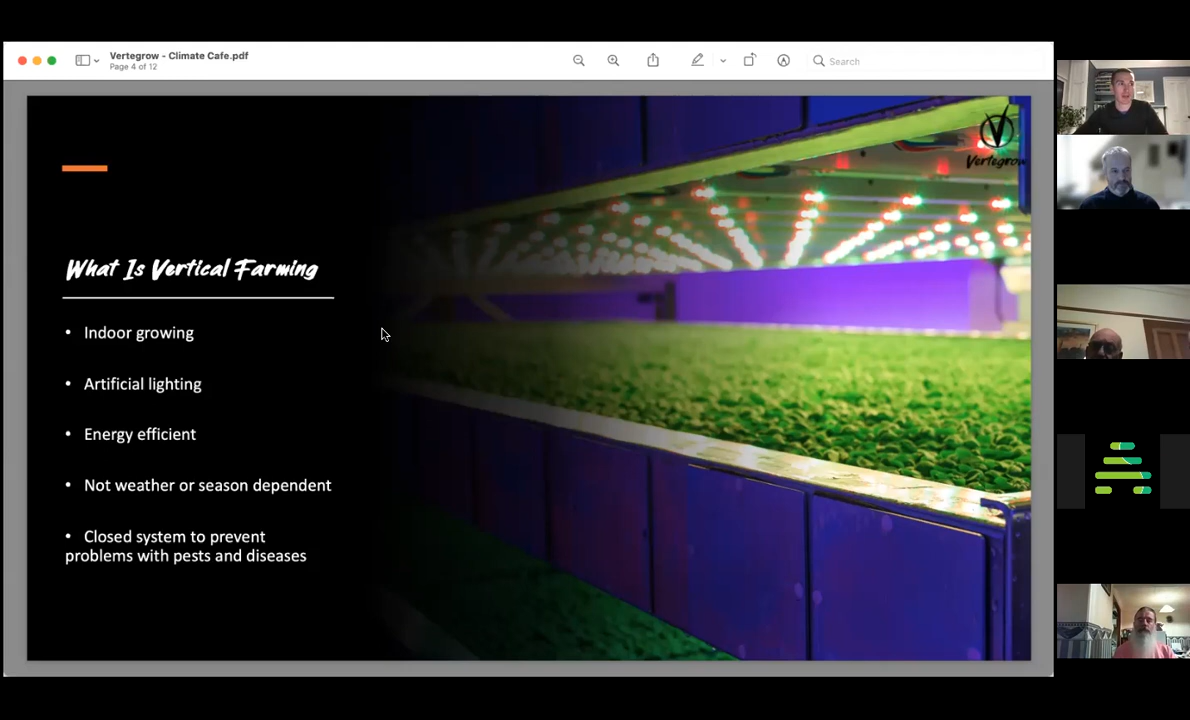 Vertegrow - Climate Cafe.pdf
Page 4 of 12
Search
Vertegrow
What Is Vertical Farming
• Indoor growing
• Artificial lighting
• Energy efficient
• Not weather or season dependent
• Closed system to prevent
problems with pests and diseases